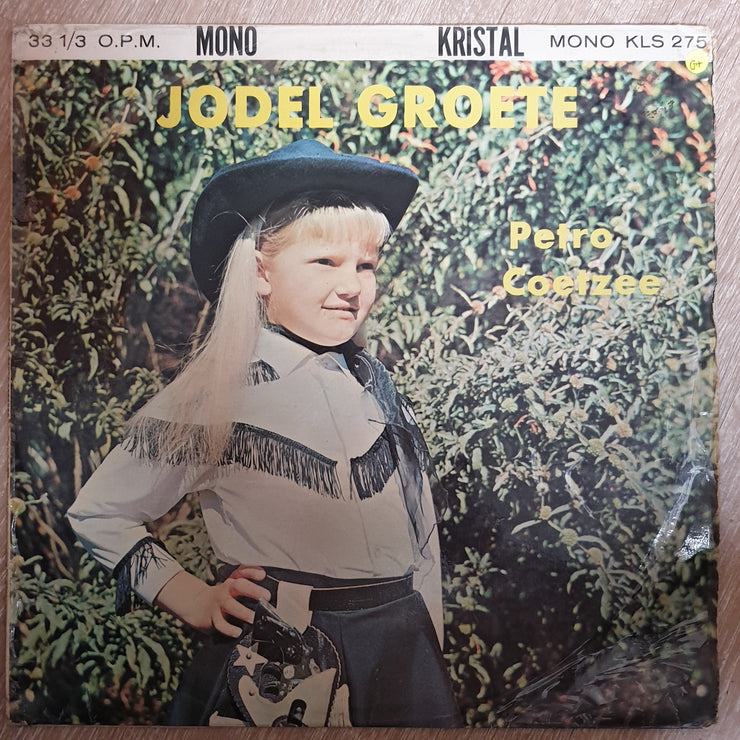 33 1/3 O.P.M. MONO KRISTAL MONO KLS 275
G+
JODEL GROETE
Petro
Coetzee